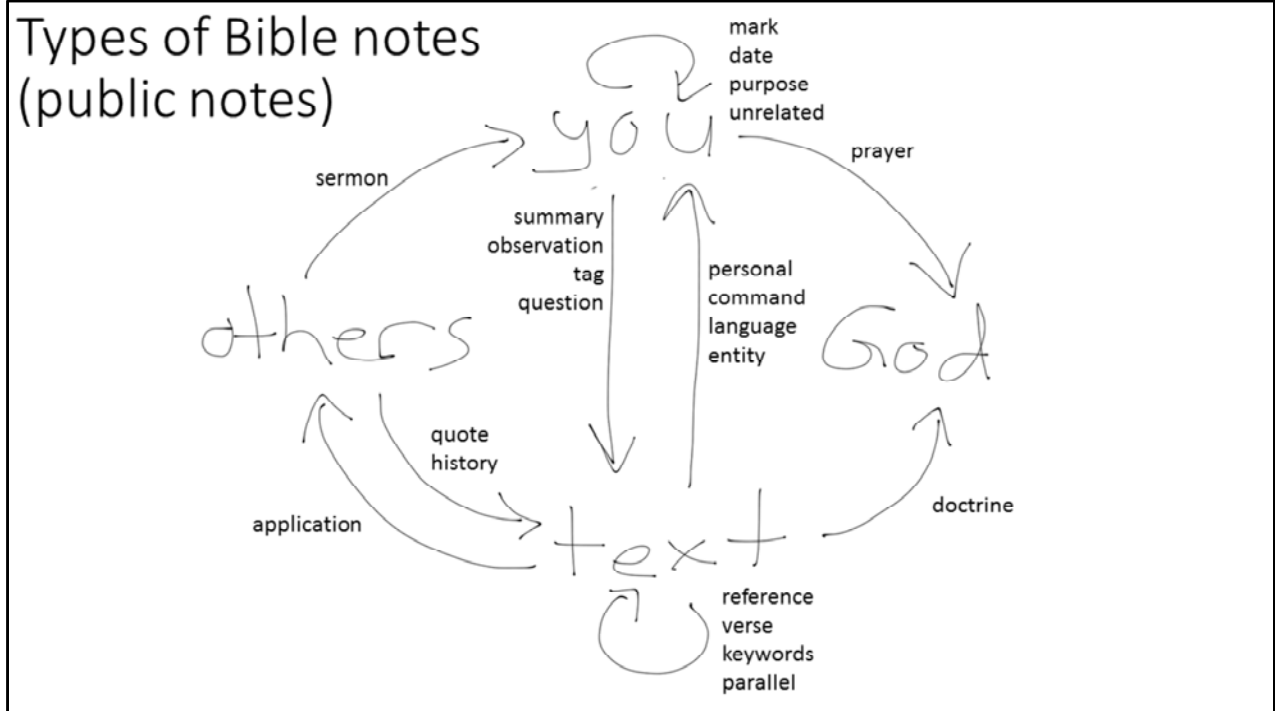 Types of Bible notes
(public notes)
mark
date
purpose
unrelated
you
prayer
sermon
summary
observation
tag
question
personal
command
language
entity
others
God
quote
history
application
doctrine
text
reference
verse
keywords
parallel